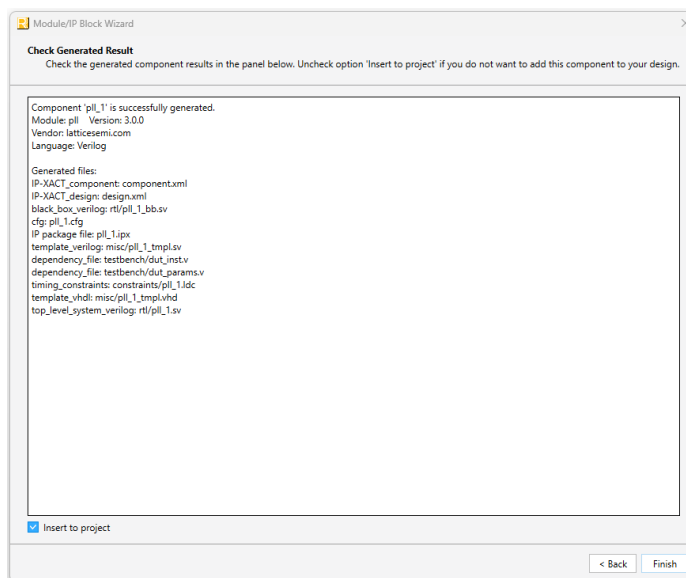 Module/IP Block Wizard
Check Generated Result
Check the generated component results in the panel below. Uncheck option 'Insert to project' if you do not want to add this component to your design.
Component 'pll_1' is successfully generated.
Module: pll Version: 3.0.0
Vendor: latticesemi.com
Language: Verilog
Generated files:
IP-XACT_component: component.xml
IP-XACT_design: design.xml
black_box_verilog: rtl/pll_1_bb.sv
cfg: pll_1.cfg
IP package file: pll_1.ipx
template_verilog: misc/pll_1_tmpl.sv
dependency_file: testbench/dut_inst.v
dependency_file: testbench/dut_params.v
timing_constraints: constraints/pll_1.ldc
template_vhdl: misc/pll_1_tmpl.vhd
top_level_system_verilog: rtl/pll_1.sv
Insert to project
< Back Finish